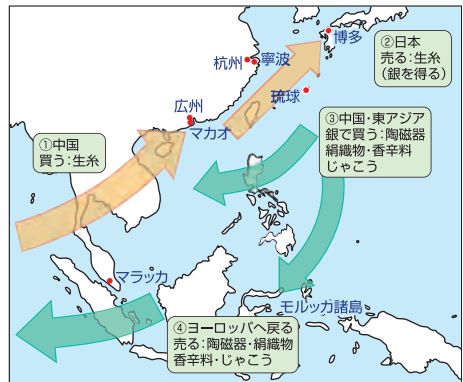 博多
②日本
売る：生糸
(銀を得る)
杭州
寧波
琉球
広州
マカオ
③中国・東アジア
銀で買う：陶磁器
絹織物・香辛料
じゃこう
①中国
買う：生糸
マラッカ
モルッカ諸島
④ヨーロッパへ戻る
売る：陶磁器・絹織物
香辛料・じゃこう